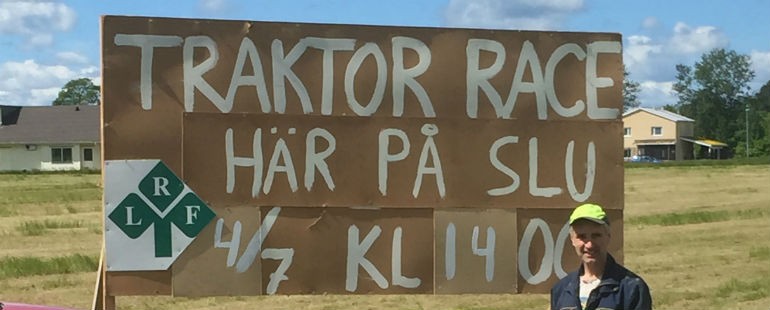 TRAKTOR RACE
HÄR PÅ SLU
LRF
4/7 KL 14 00